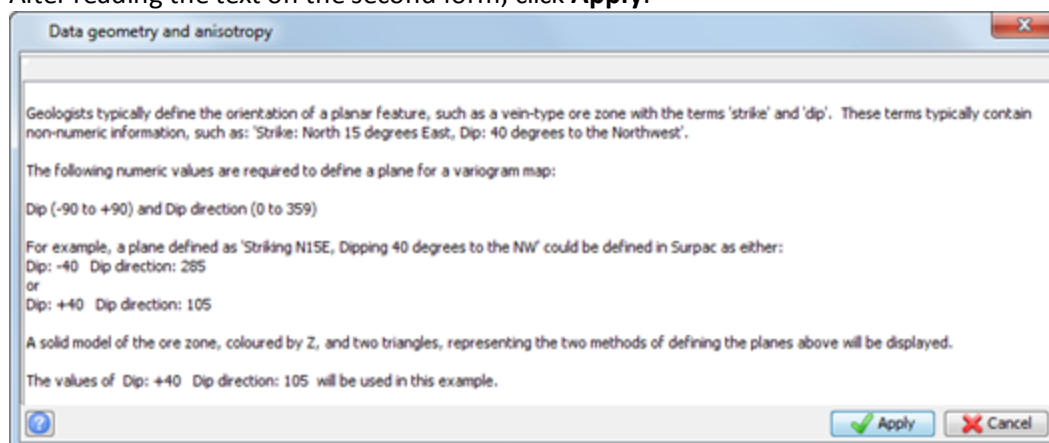 After reading the text on the second form, click Apply.
Data geometry and anisotropy
Geologists typically define the orientation of a planar feature, such as a vein-type ore zone with the terms 'strike' and 'dip'.  These terms typically contain
non-numeric information, such as: 'Strike: North 15 degrees East, Dip: 40 degrees to the Northwest'.
The following numeric values are required to define a plane for a variogram map:
Dip (-90 to +90) and Dip direction (0 to 359)
For example, a plane defined as 'Striking N15E, Dipping 40 degrees to the NW' could be defined in Surpac as either:
Dip: -40   Dip direction: 285
or
Dip: +40   Dip direction: 105
A solid model of the ore zone, coloured by Z, and two triangles, representing the two methods of defining the planes above will be displayed.
The values of  Dip: +40   Dip direction: 105  will be used in this example.
Apply   Cancel